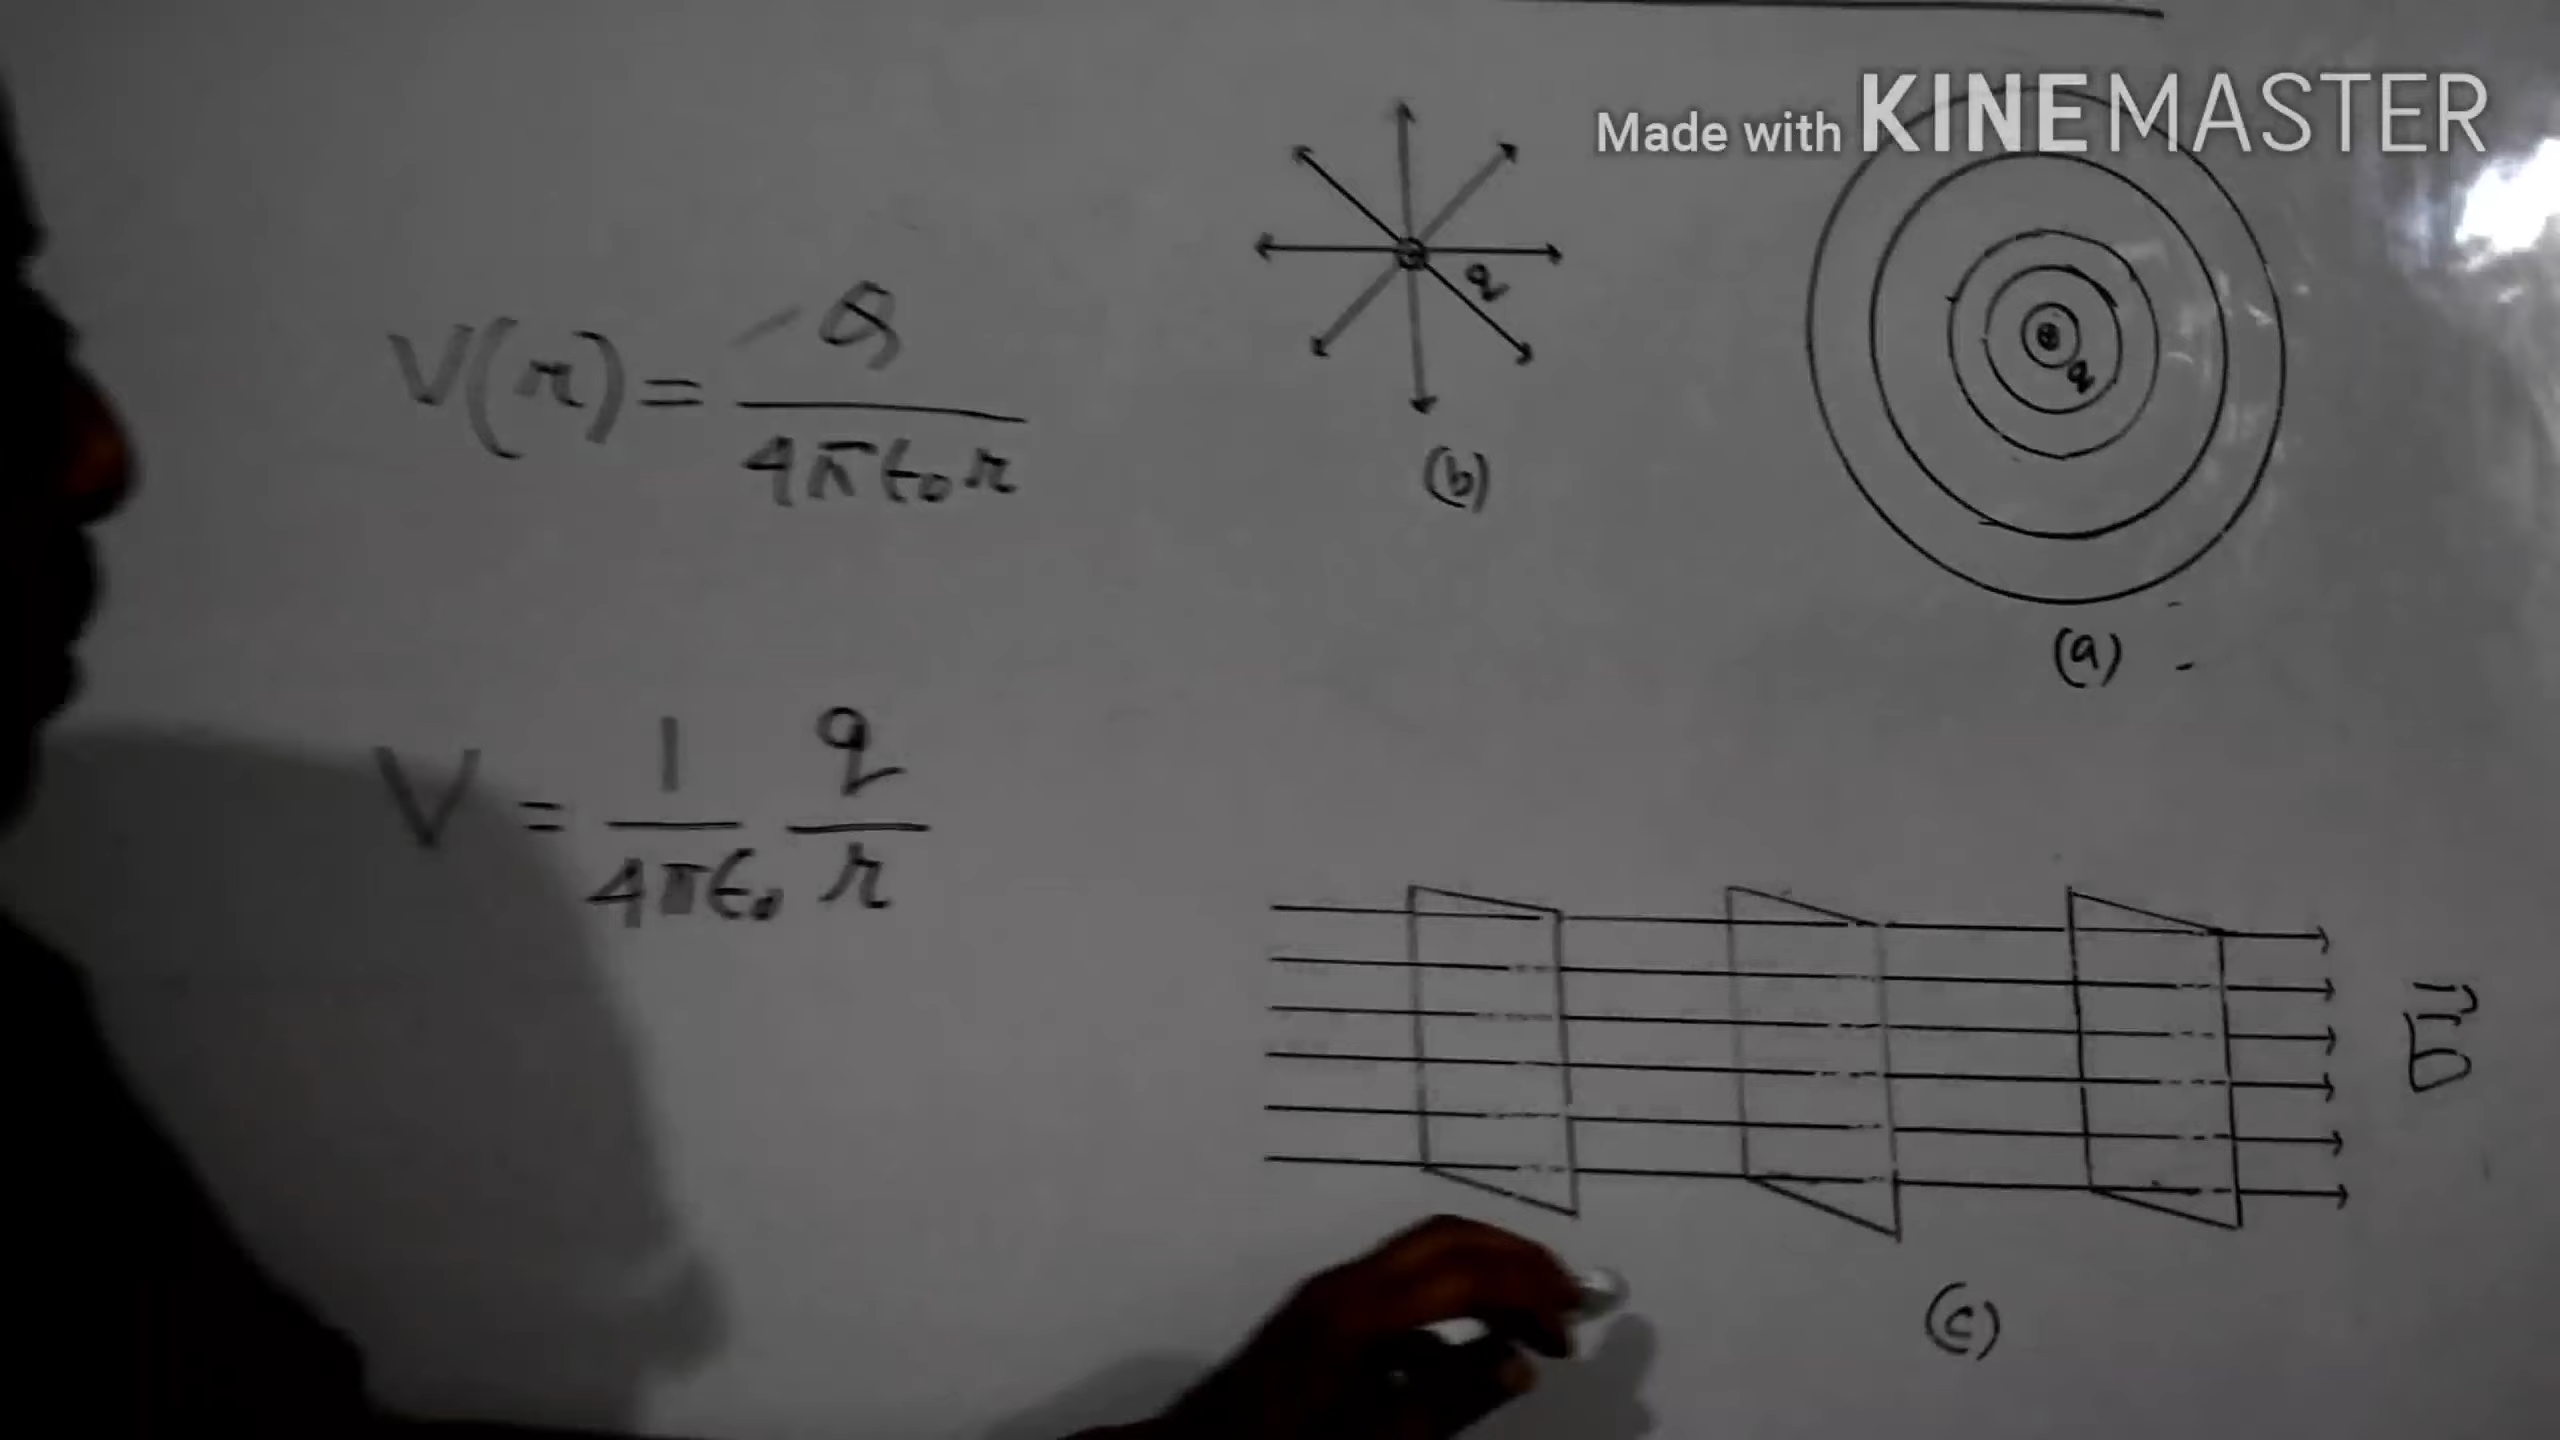 Made with KINEMASTER
V(r) = -Q / 4πε₀r
q
(b)
q
(a)
V = 1/4πε₀ q/r
(c)